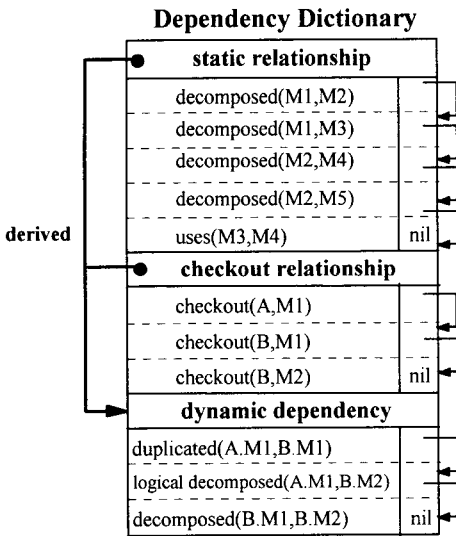 Dependency Dictionary
static relationship
decomposed(M1,M2)
decomposed(M1,M3)
decomposed(M2,M4)
decomposed(M2,M5)
derived
uses(M3,M4) nil
checkout relationship
checkout(A,M1)
checkout(B,M1)
checkout(B,M2) nil
dynamic dependency
duplicated(A.M1,B.M1)
logical decomposed(A.M1,B.M2)
decomposed(B.M1,B.M2) nil